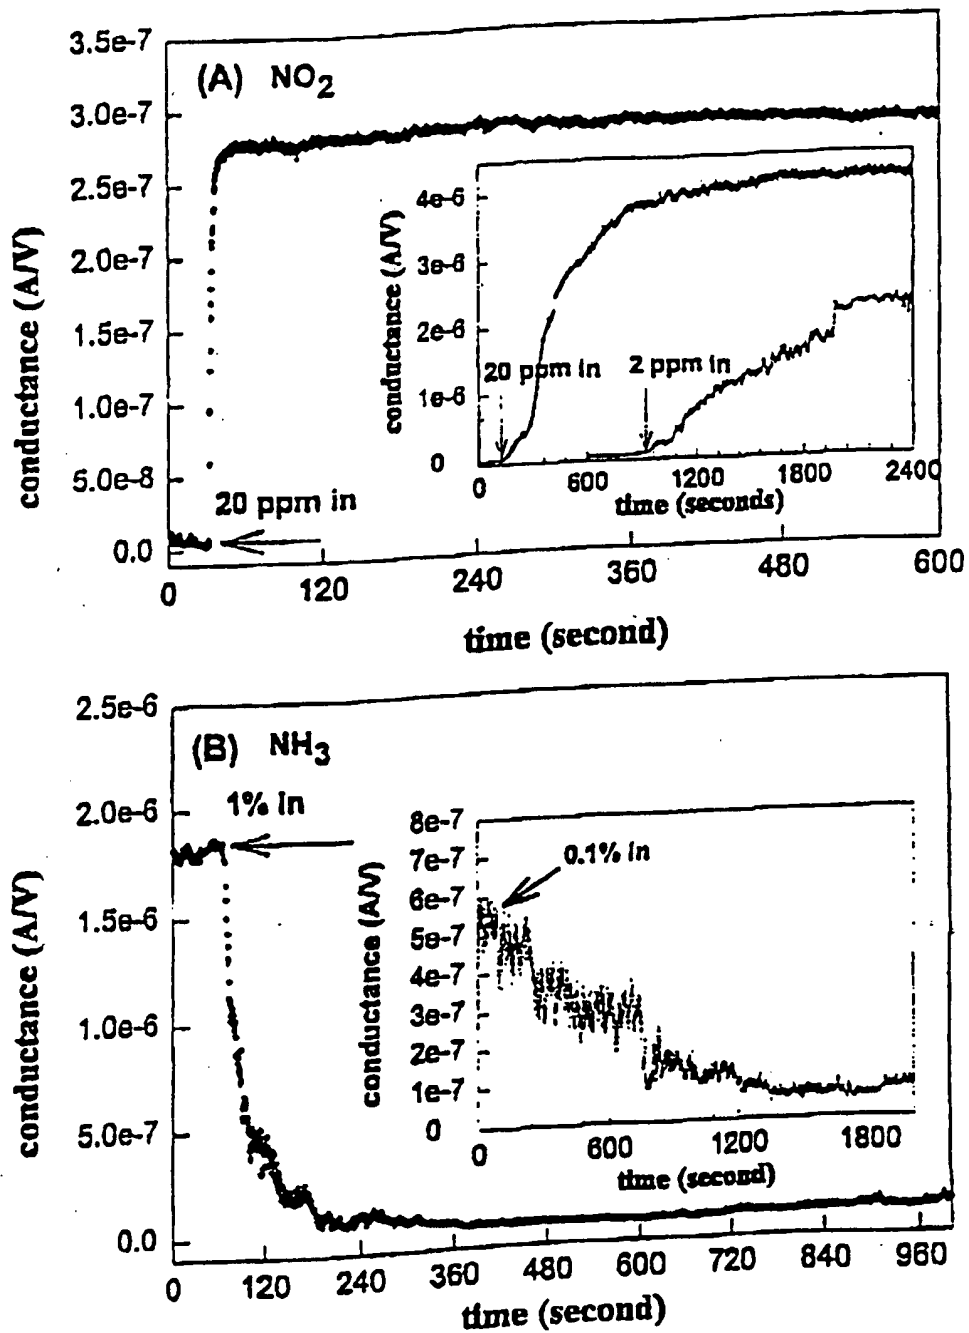 3.5e-7
(A) NO2
3.0e-7
2.5e-7
2.0e-7
1.5e-7
1.0e-7
5.0e-8
0.0
conductance (A/V)
20 ppm in
0 120 240 360 480 600
time (second)
4e-6
3e-6
2e-6
1e-6
0
conductance (A/V)
20 ppm in 2 ppm in
0 600 1200 1800 2400
time (seconds)
2.5e-6
(B) NH3
2.0e-6
1.5e-6
1.0e-6
5.0e-7
0.0
conductance (A/V)
1% In
0 120 240 360 480 600 720 840 960
time (second)
8e-7
7e-7
6e-7
5e-7
4e-7
3e-7
2e-7
1e-7
0
conductance (A/V)
0.1% In
0 600 1200 1800
time (second)